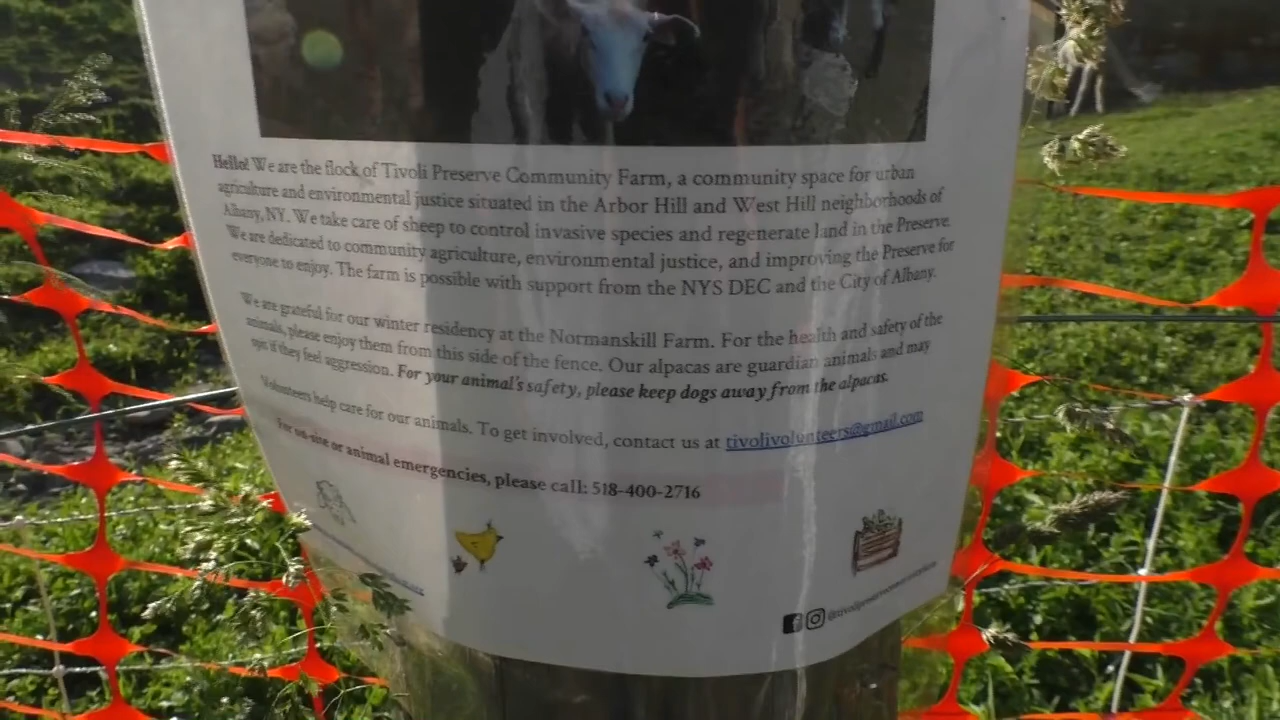 Hello! We are the flock of Tivoli Preserve Community Farm, a community space for urban
agriculture and environmental justice situated in the Arbor Hill and West Hill neighborhoods of
Albany, NY. We take care of sheep to control invasive species and regenerate land in the Preserve.
We are dedicated to community agriculture, environmental justice, and improving the Preserve for
everyone to enjoy. The farm is possible with support from the NYS DEC and the City of Albany.
We are grateful for our winter residency at the Normanskill Farm. For the health and safety of the
animals, please enjoy them from this side of the fence. Our alpacas are guardian animals and may
spit if they feel aggression. For your animal's safety, please keep dogs away from the alpacas.
Volunteers help care for our animals. To get involved, contact us at tivolivolunteers@gmail.com
For on-site or animal emergencies, please call: 518-400-2716